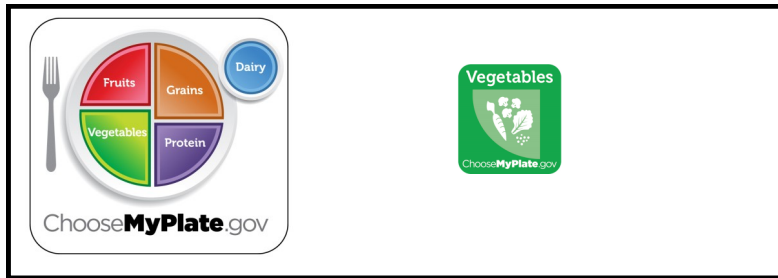 Fruits
Grains
Dairy
Vegetables
Protein
ChooseMyPlate.gov
Vegetables
ChooseMyPlate.gov